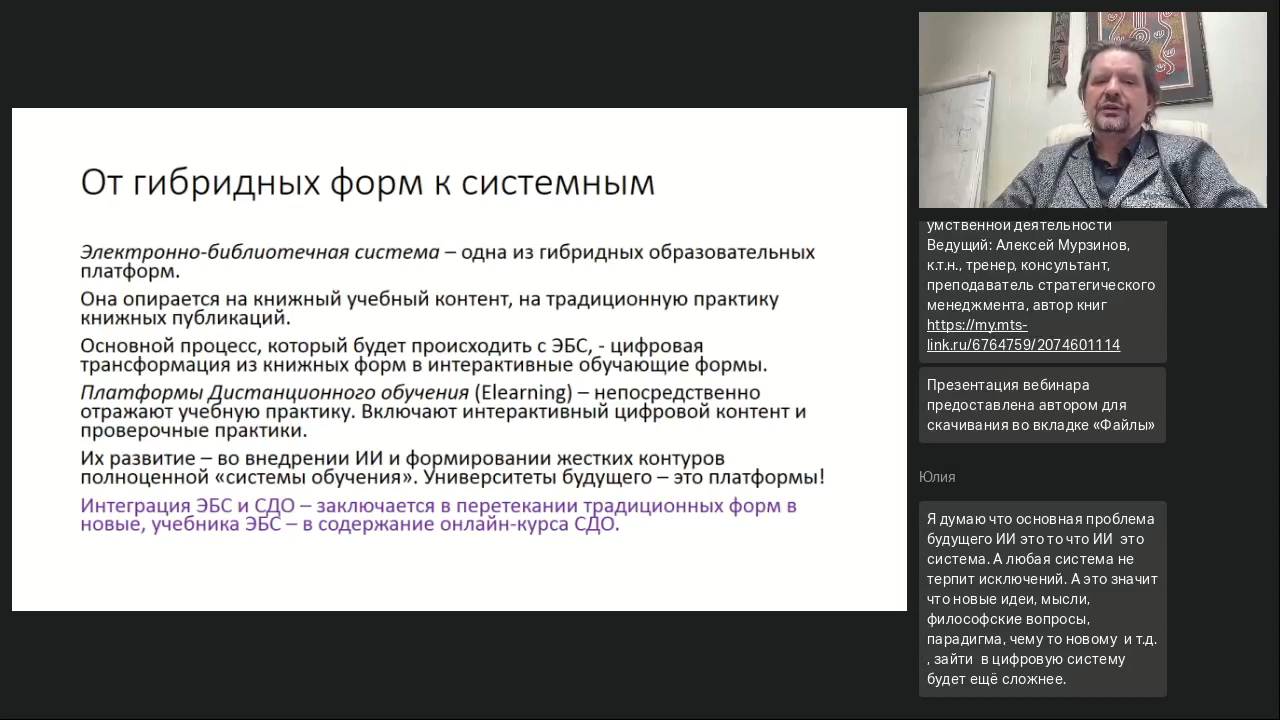 От гибридных форм к системным
Электронно-библиотечная система – одна из гибридных образовательных
платформ.
Она опирается на книжный учебный контент, на традиционную практику
книжных публикаций.
Основной процесс, который будет происходить с ЭБС, - цифровая
трансформация из книжных форм в интерактивные обучающие формы.
Платформы Дистанционного обучения (Elearning) – непосредственно
отражают учебную практику. Включают интерактивный цифровой контент и
проверочные практики.
Их развитие – во внедрении ИИ и формировании жестких контуров
полноценной «системы обучения». Университеты будущего – это платформы!
Интеграция ЭБС и СДО – заключается в перетекании традиционных форм в
новые, учебника ЭБС – в содержание онлайн-курса СДО.
умственной деятельности
Ведущий: Алексей Мурзинов,
к.т.н., тренер, консультант,
преподаватель стратегического
менеджмента, автор книг
https://my.mts-
link.ru/6764759/2074601114
Презентация вебинара
предоставлена автором для
скачивания во вкладке «Файлы»
Юлия
Я думаю что основная проблема
будущего ИИ это то что ИИ это
система. А любая система не
терпит исключений. А это значит
что новые идеи, мысли,
философские вопросы,
парадигма, чему то новому и т.д.
, зайти в цифровую систему
будет ещё сложнее.